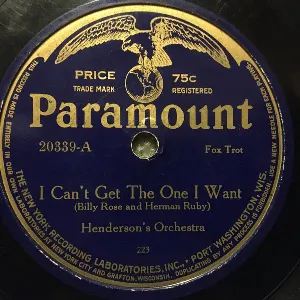 PRICE 75c
TRADE MARK REGISTERED
Paramount
20339-A
Fox Trot
I Can't Get The One I Want
(Billy Rose and Herman Ruby)
Henderson's Orchestra
223
THE NEW YORK RECORDING LABORATORIES, INC. PORT WASHINGTON, WIS.